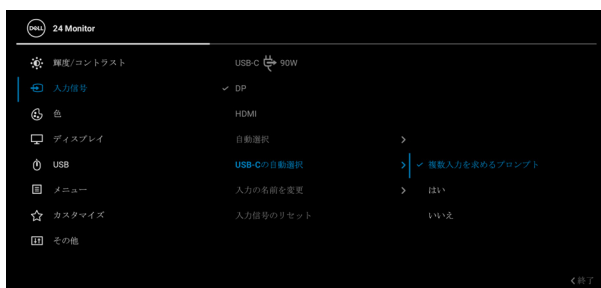 DELL 24 Monitor
輝度/コントラスト USB-C 90W
入力信号 DP
色 HDMI
ディスプレイ 自動選択
USB USB-Cの自動選択 複数入力を求めるプロンプト
メニュー 入力の名前を変更 はい
カスタマイズ 入力信号のリセット いいえ
その他
終了